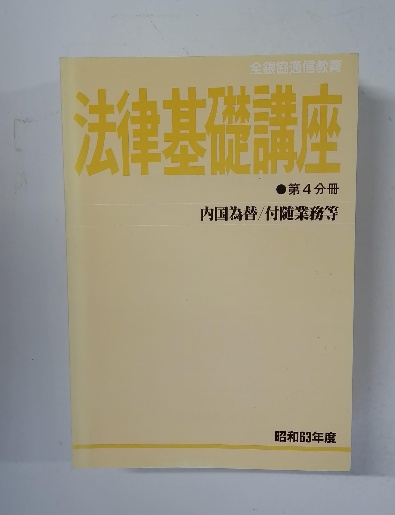 全銀協通信教育
法律基礎講座
●第4分冊
内国為替/付随業務等
昭和63年度